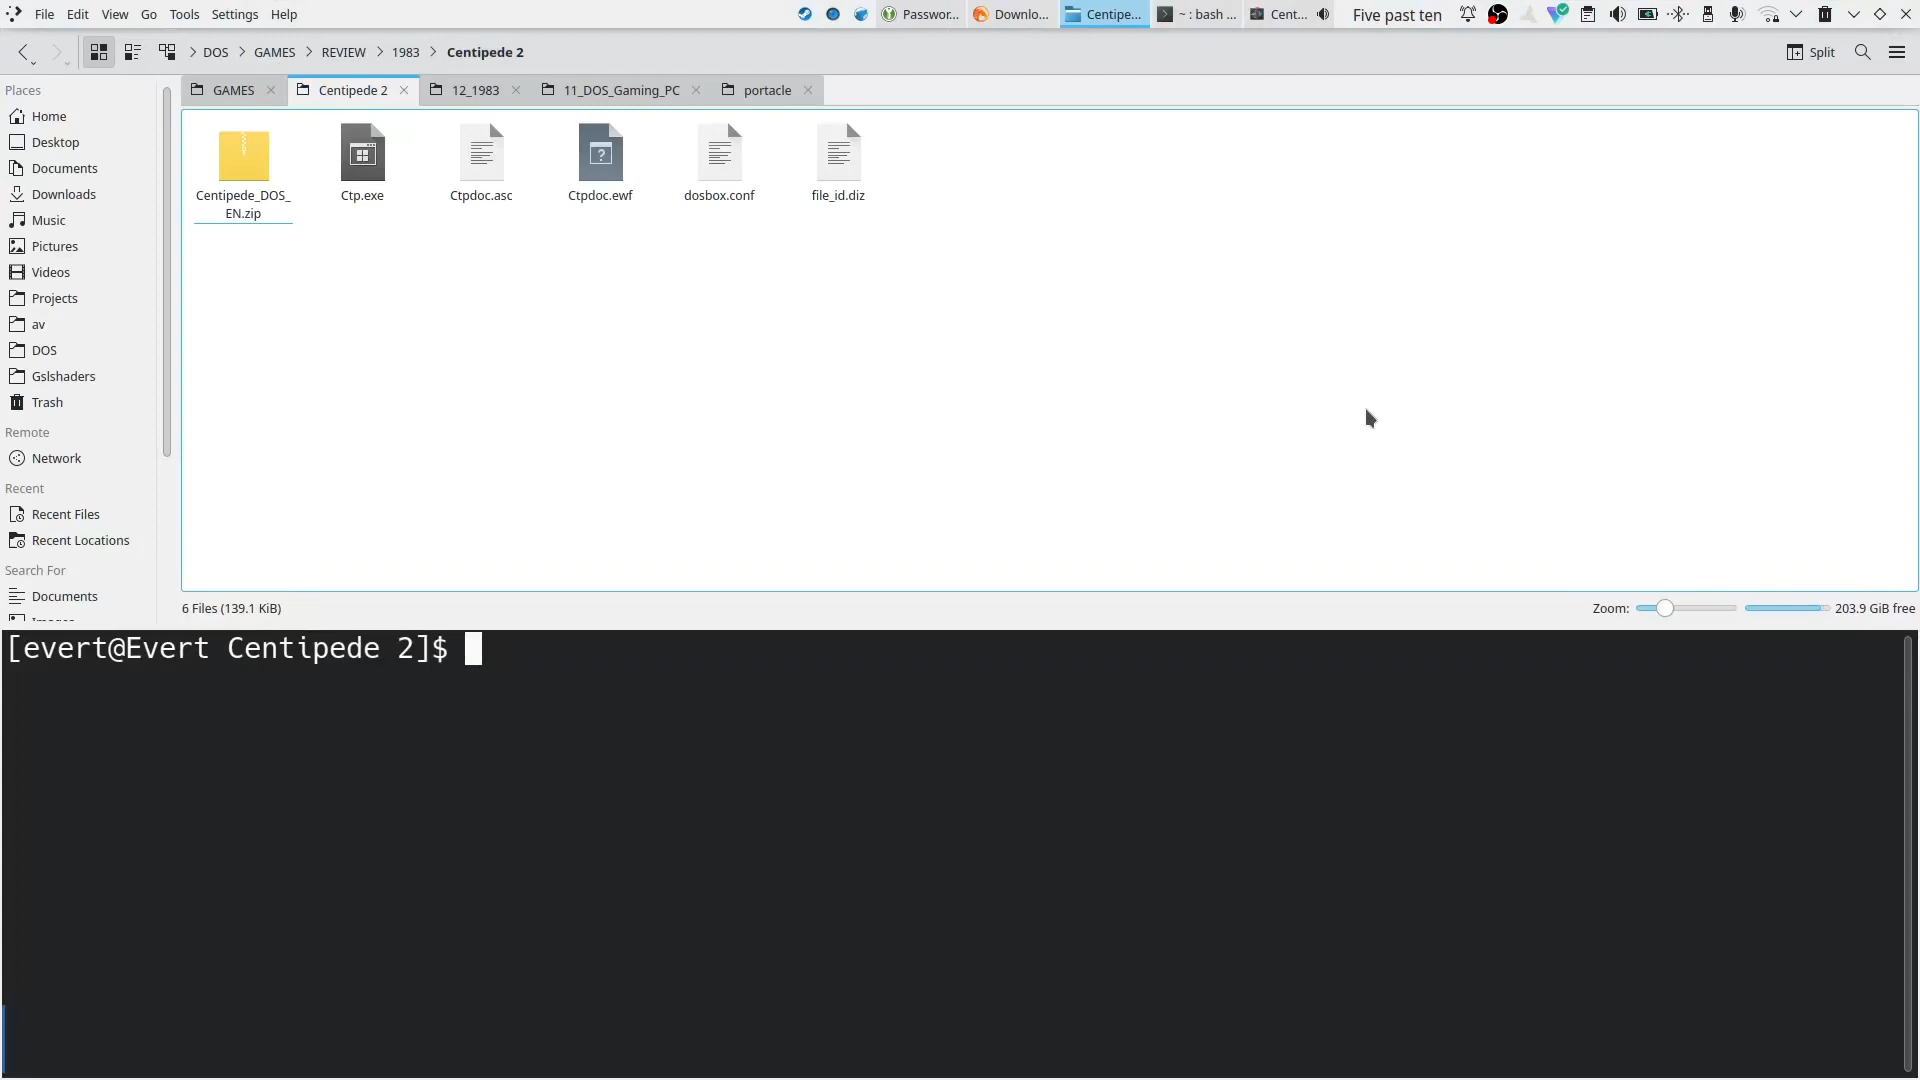 File Edit View Go Tools Settings Help
Passwor... Downlo... Centipe... ~ : bash ... Cent... Five past ten
DOS GAMES REVIEW 1983 Centipede 2 Split
Places
GAMES Centipede 2 12_1983 11_DOS_Gaming_PC portacle
Home
Desktop
Documents
Downloads
Music
Pictures
Videos
Projects
av
DOS
Gslshaders
Trash
Remote
Network
Recent
Recent Files
Recent Locations
Search For
Documents
Centipede_DOS_
EN.zip
Ctp.exe
Ctpdoc.asc
Ctpdoc.ewf
dosbox.conf
file_id.diz
6 Files (139.1 KiB) Zoom: 203.9 GiB free
[evert@Evert Centipede 2]$